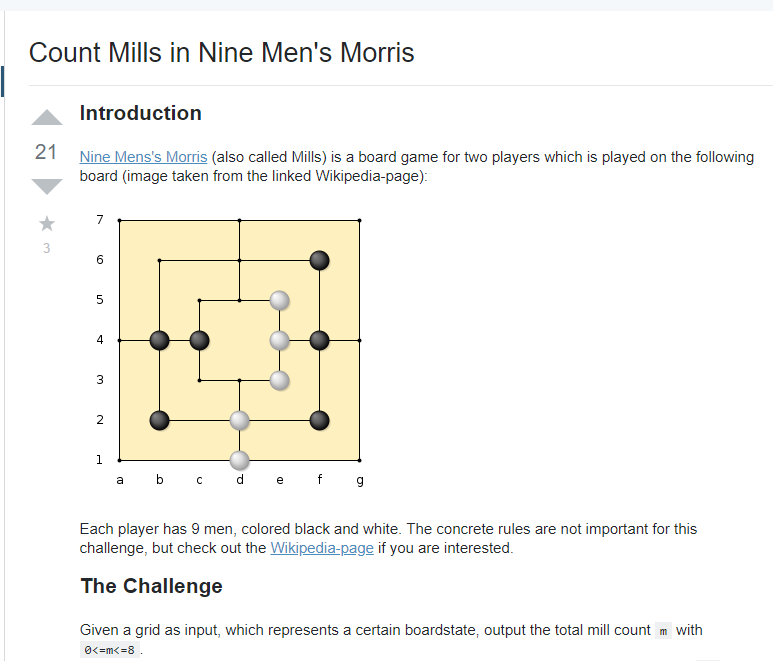 Count Mills in Nine Men's Morris
Introduction
21
Nine Mens's Morris (also called Mills) is a board game for two players which is played on the following
board (image taken from the linked Wikipedia-page):
3
7
6
5
4
3
2
1
a b c d e f g
Each player has 9 men, colored black and white. The concrete rules are not important for this
challenge, but check out the Wikipedia-page if you are interested.
The Challenge
Given a grid as input, which represents a certain boardstate, output the total mill count m with
0<=m<=8 .